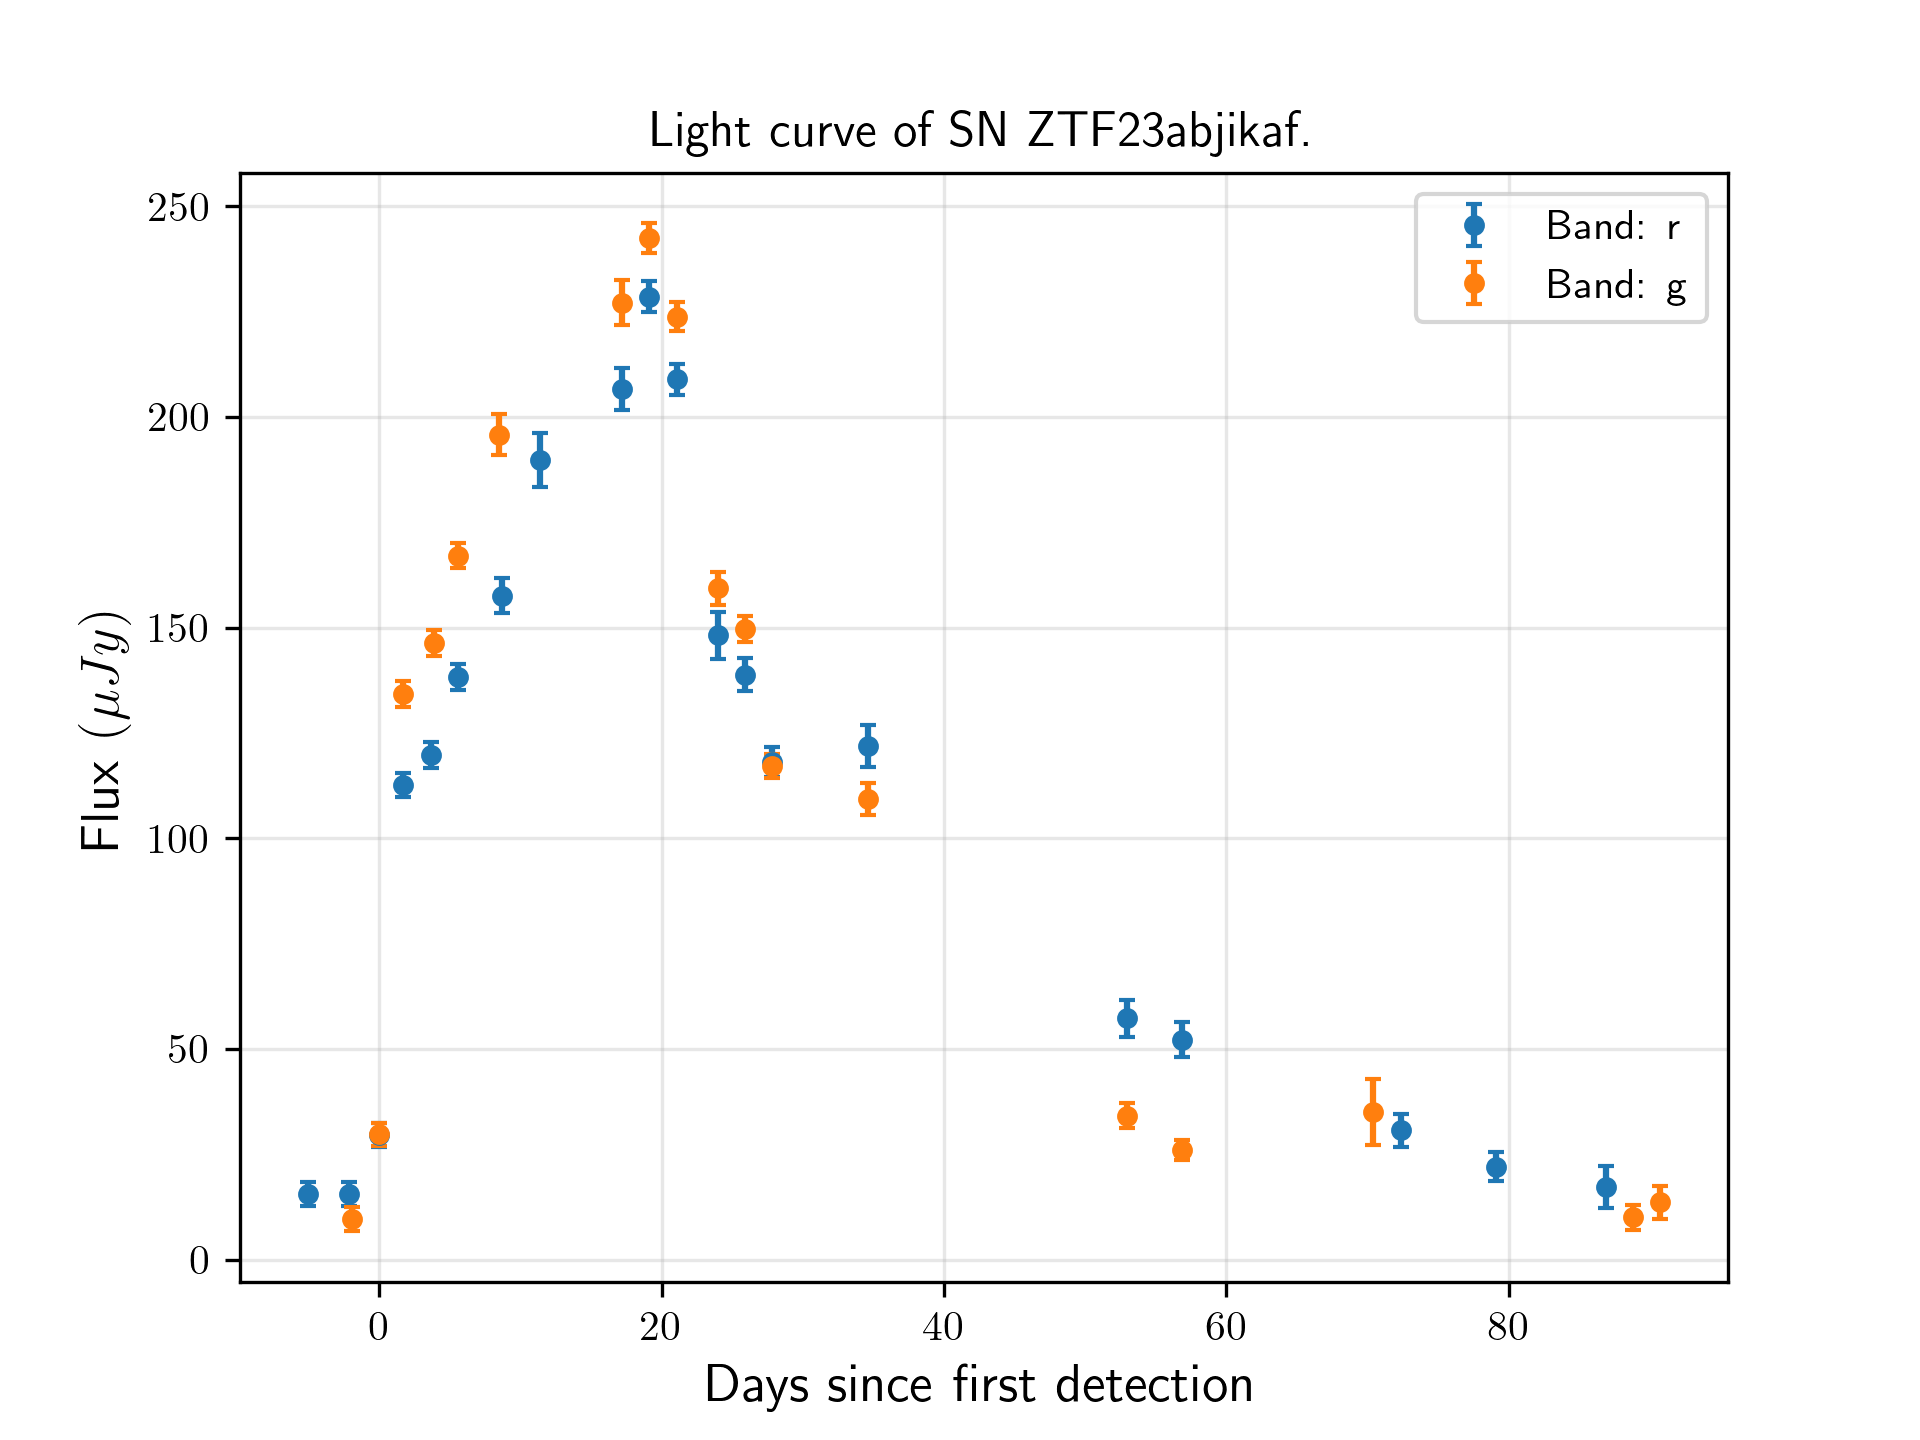 Light curve of SN ZTF23abjikaf.
250
200
150
100
50
0
Flux (μJy)
Band: r
Band: g
0 20 40 60 80
Days since first detection